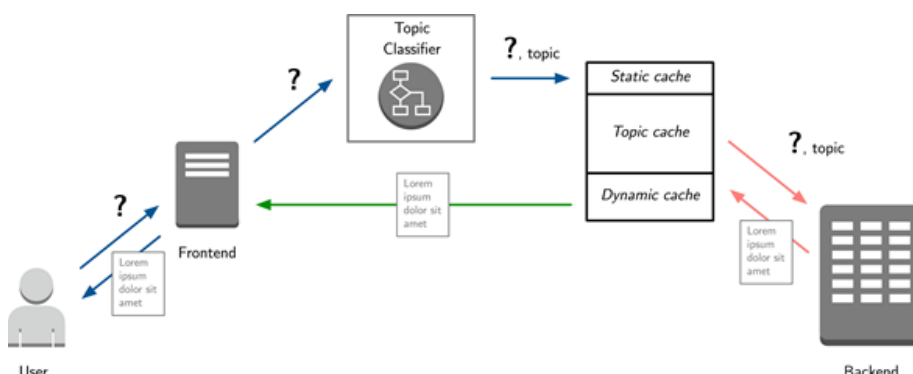 Topic
Classifier
?
?, topic
Static cache
Topic cache
Dynamic cache
?, topic
Lorem
ipsum
dolor sit
amet
?
Frontend
Lorem
ipsum
dolor sit
amet
Lorem
ipsum
dolor sit
amet
User
Backend